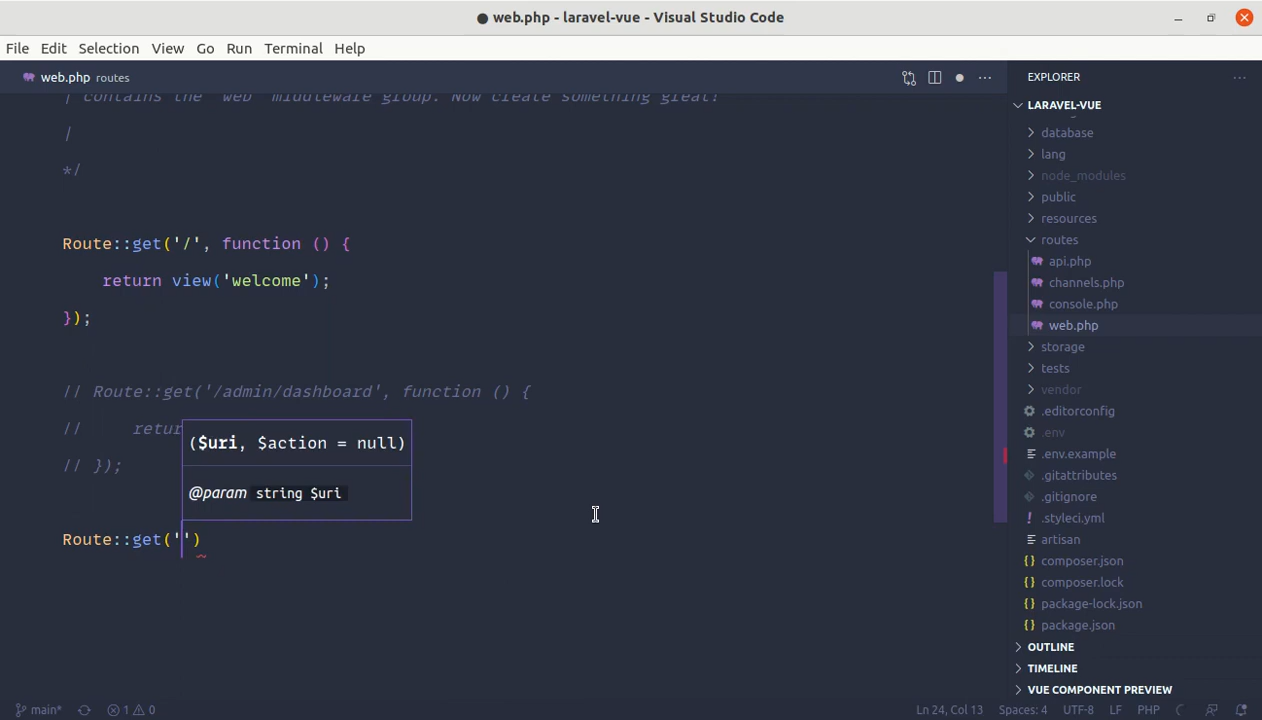 ● web.php - laravel-vue - Visual Studio Code
File Edit Selection View Go Run Terminal Help
web.php routes
| contains the "web" middleware group. Now create something great!
|
*/
Route::get('/', function () {
return view('welcome');
});
// Route::get('/admin/dashboard', function () {
// retur
// });
($uri, $action = null)
@param string $uri
Route::get('')
EXPLORER
LARAVEL-VUE
database
lang
node_modules
public
resources
routes
api.php
channels.php
console.php
web.php
storage
tests
vendor
.editorconfig
.env
.env.example
.gitattributes
.gitignore
! .styleci.yml
artisan
{} composer.json
{} composer.lock
{} package-lock.json
{} package.json
OUTLINE
TIMELINE
VUE COMPONENT PREVIEW
main* 1 0 Ln 24, Col 13 Spaces: 4 UTF-8 LF PHP